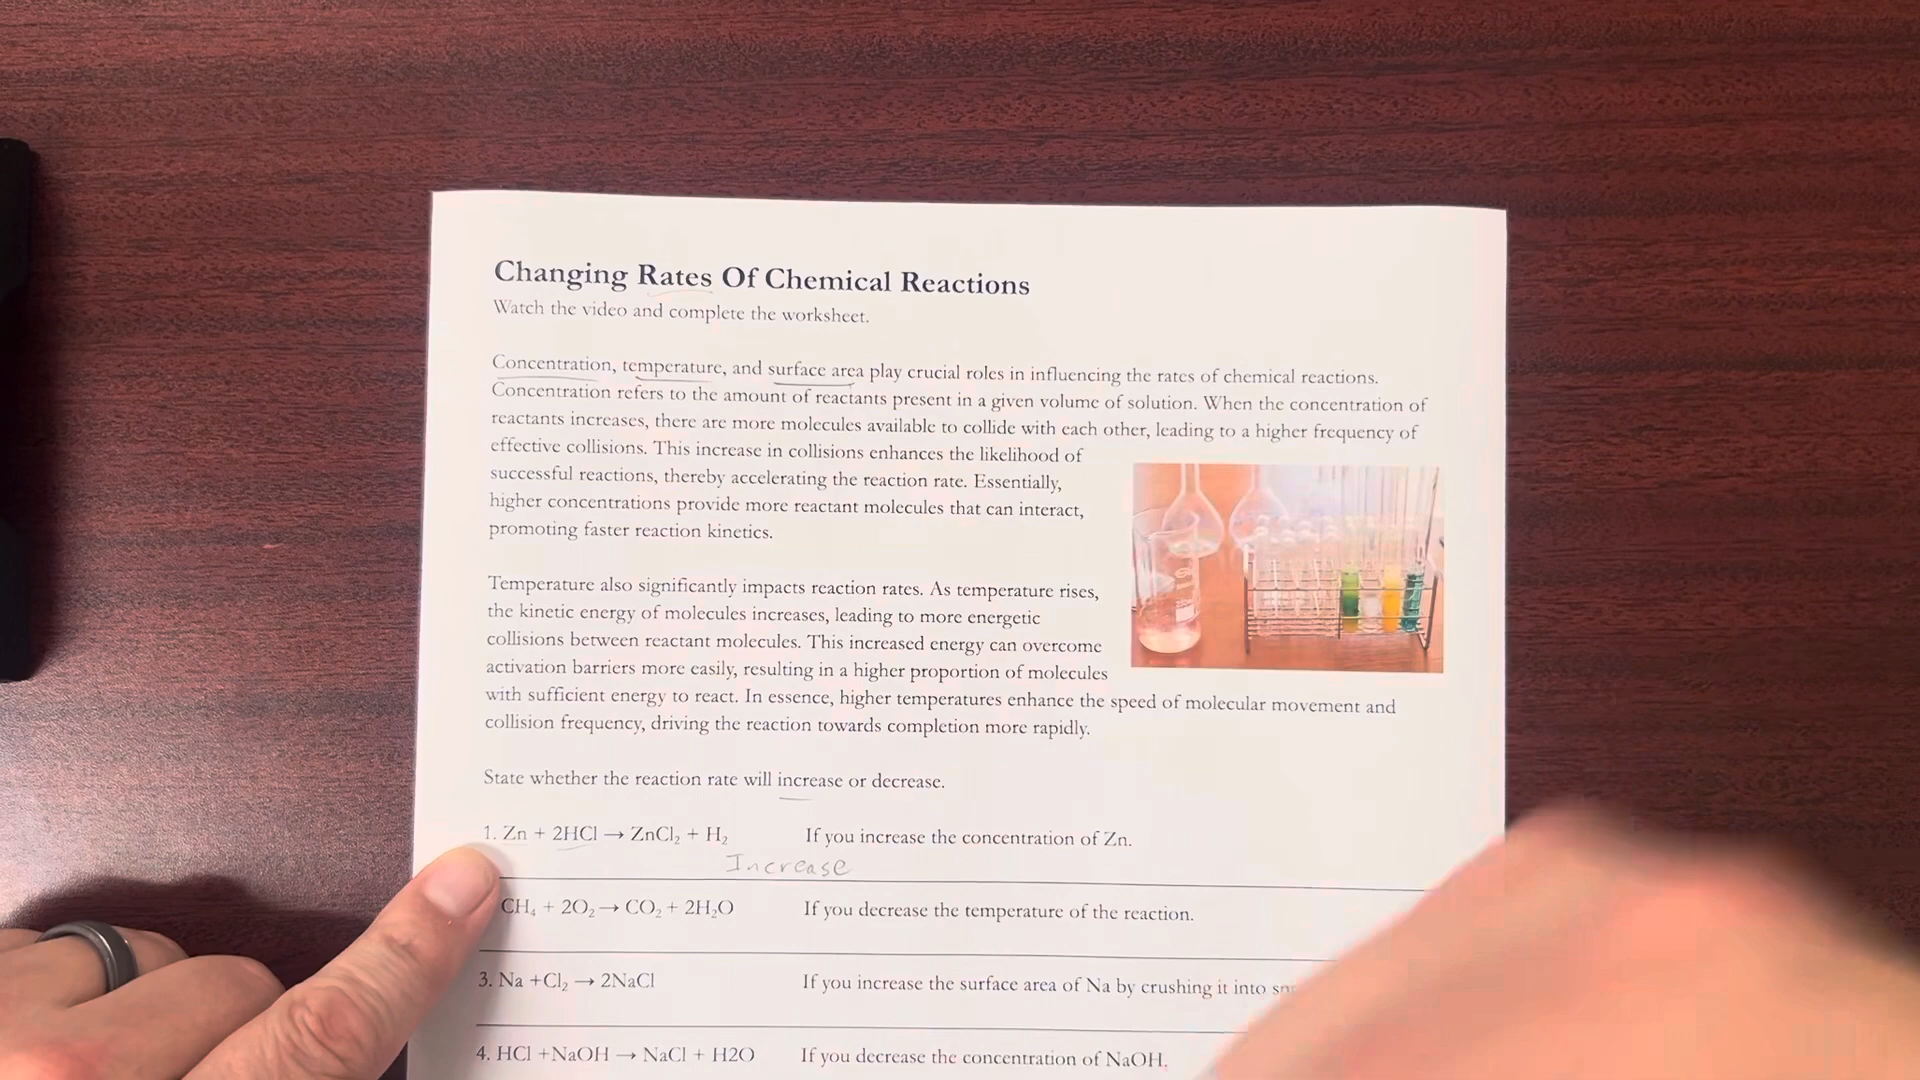 Changing Rates Of Chemical Reactions
Watch the video and complete the worksheet.
Concentration, temperature, and surface area play crucial roles in influencing the rates of chemical reactions.
Concentration refers to the amount of reactants present in a given volume of solution. When the concentration of
reactants increases, there are more molecules available to collide with each other, leading to a higher frequency of
effective collisions. This increase in collisions enhances the likelihood of
successful reactions, thereby accelerating the reaction rate. Essentially,
higher concentrations provide more reactant molecules that can interact,
promoting faster reaction kinetics.
Temperature also significantly impacts reaction rates. As temperature rises,
the kinetic energy of molecules increases, leading to more energetic
collisions between reactant molecules. This increased energy can overcome
activation barriers more easily, resulting in a higher proportion of molecules
with sufficient energy to react. In essence, higher temperatures enhance the speed of molecular movement and
collision frequency, driving the reaction towards completion more rapidly.
State whether the reaction rate will increase or decrease.
1. Zn + 2HCl → ZnCl₂ + H₂ If you increase the concentration of Zn.
Increase
CH₄ + 2O₂ → CO₂ + 2H₂O If you decrease the temperature of the reaction.
3. Na +Cl₂ → 2NaCl If you increase the surface area of Na by crushing it into
4. HCl +NaOH → NaCl + H2O If you decrease the concentration of NaOH.